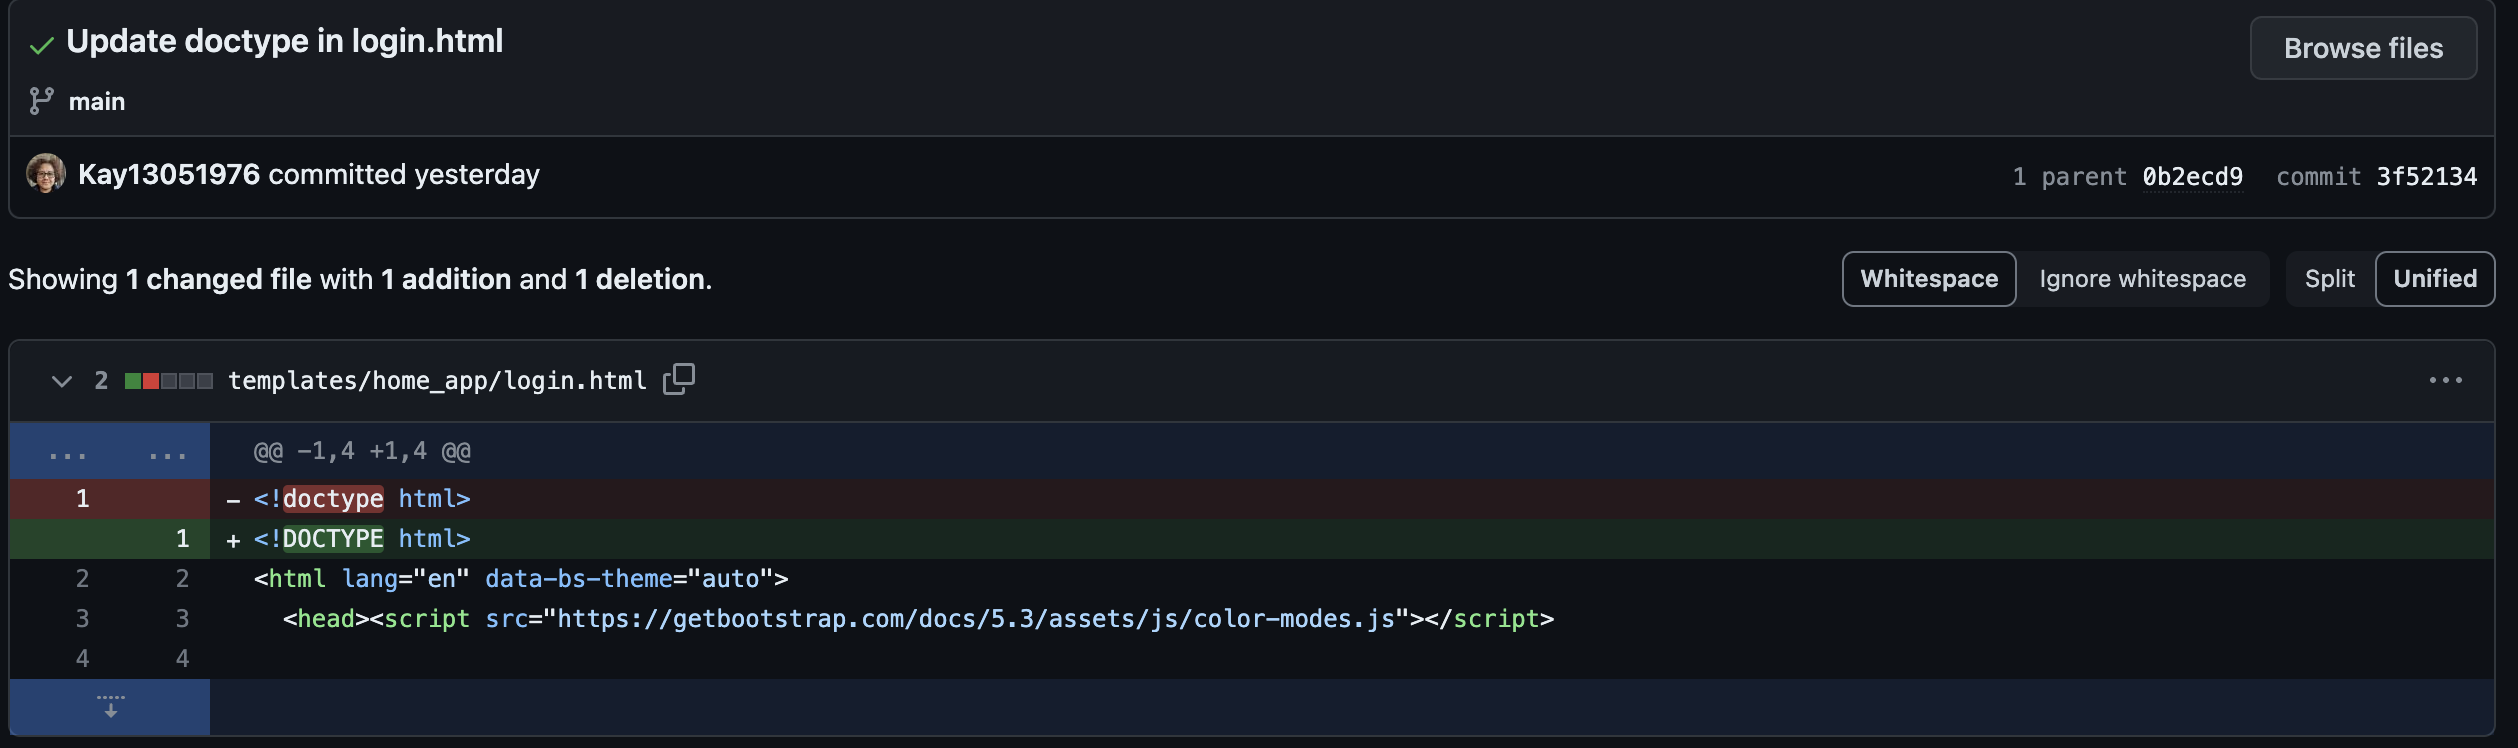 Update doctype in login.html
Browse files
main
Kay13051976 committed yesterday
1 parent 0b2ecd9 commit 3f52134
Showing 1 changed file with 1 addition and 1 deletion.
Whitespace Ignore whitespace Split Unified
2 templates/home_app/login.html
... ... @@ -1,4 +1,4 @@
1 - <!doctype html>
1 + <!DOCTYPE html>
2 2 <html lang="en" data-bs-theme="auto">
3 3 <head><script src="https://getbootstrap.com/docs/5.3/assets/js/color-modes.js"></script>
4 4